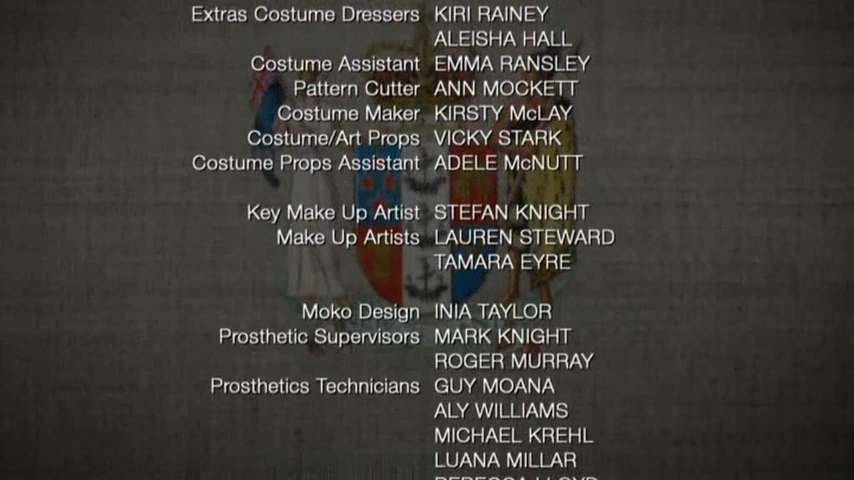 Extras Costume Dressers KIRI RAINEY
ALEISHA HALL
Costume Assistant EMMA RANSLEY
Pattern Cutter ANN MOCKETT
Costume Maker KIRSTY McLAY
Costume/Art Props VICKY STARK
Costume Props Assistant ADELE McNUTT
Key Make Up Artist STEFAN KNIGHT
Make Up Artists LAUREN STEWARD
TAMARA EYRE
Moko Design INIA TAYLOR
Prosthetic Supervisors MARK KNIGHT
ROGER MURRAY
Prosthetics Technicians GUY MOANA
ALY WILLIAMS
MICHAEL KREHL
LUANA MILLAR